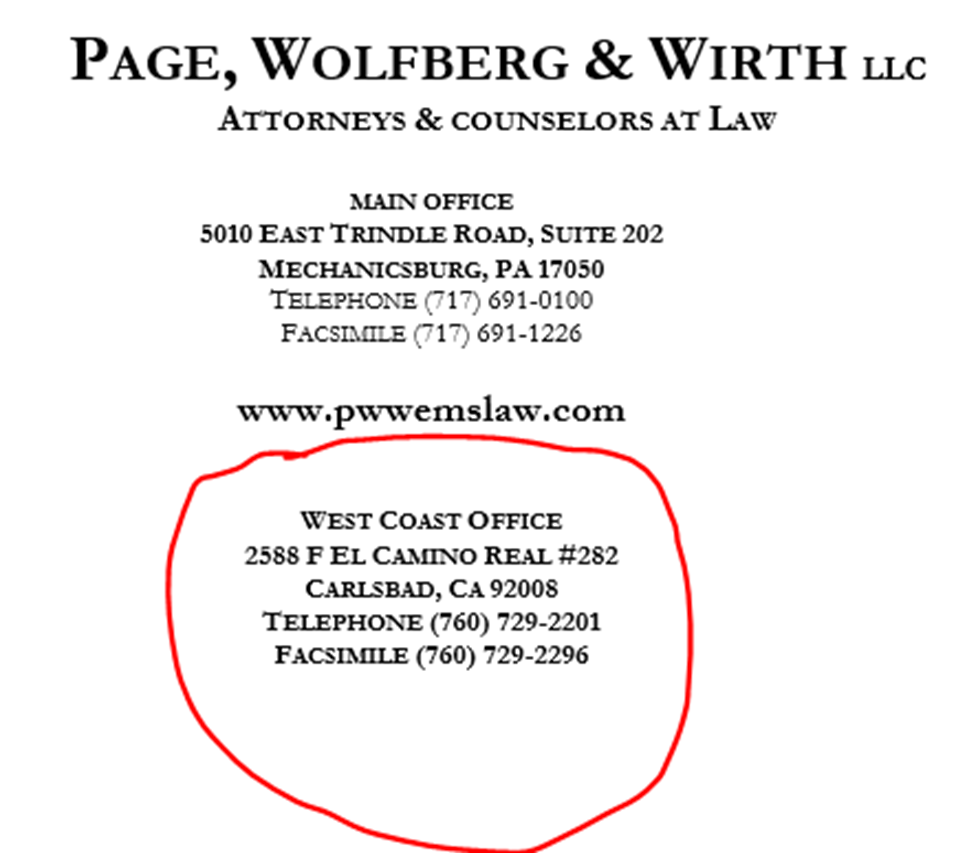 PAGE, WOLFBERG & WIRTH LLC
ATTORNEYS & COUNSELORS AT LAW
MAIN OFFICE
5010 EAST TRINDLE ROAD, SUITE 202
MECHANICSBURG, PA 17050
TELEPHONE (717) 691-0100
FACSIMILE (717) 691-1226
www.pwwemslaw.com
WEST COAST OFFICE
2588 F EL CAMINO REAL #282
CARLSBAD, CA 92008
TELEPHONE (760) 729-2201
FACSIMILE (760) 729-2296